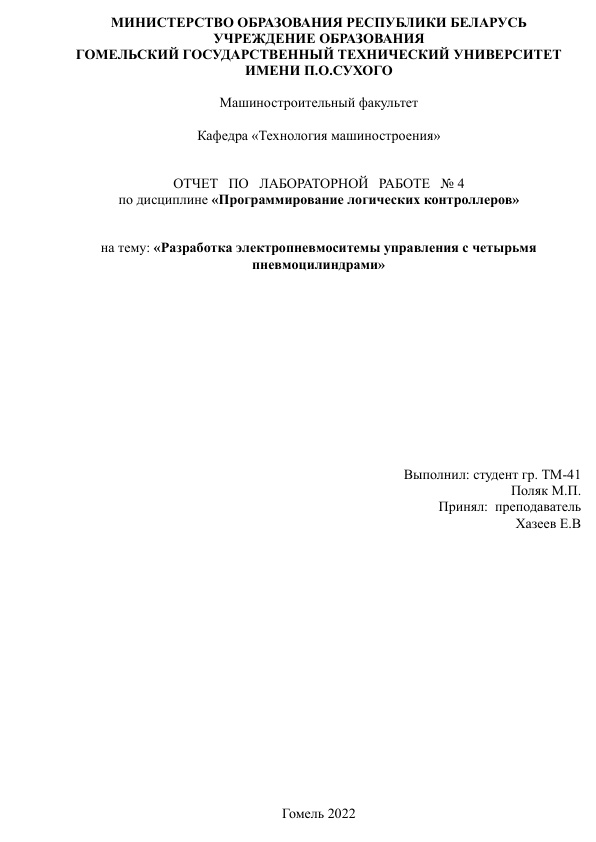 МИНИСТЕРСТВО ОБРАЗОВАНИЯ РЕСПУБЛИКИ БЕЛАРУСЬ
УЧРЕЖДЕНИЕ ОБРАЗОВАНИЯ
ГОМЕЛЬСКИЙ ГОСУДАРСТВЕННЫЙ ТЕХНИЧЕСКИЙ УНИВЕРСИТЕТ
ИМЕНИ П.О.СУХОГО
Машиностроительный факультет
Кафедра «Технология машиностроения»
ОТЧЕТ ПО ЛАБОРАТОРНОЙ РАБОТЕ № 4
по дисциплине «Программирование логических контроллеров»
на тему: «Разработка электропневмоситемы управления с четырьмя
пневмоцилиндрами»
Выполнил: студент гр. ТМ-41
Поляк М.П.
Принял: преподаватель
Хазеев Е.В
Гомель 2022